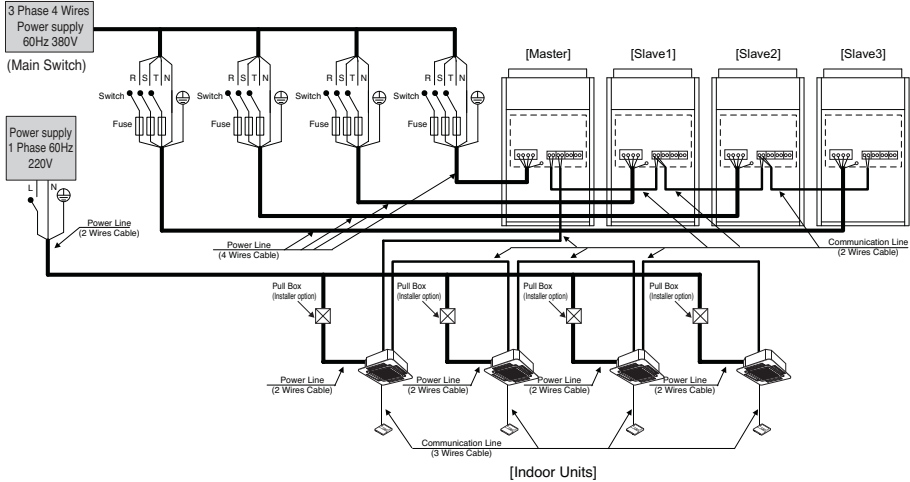 3 Phase 4 Wires
Power supply
60Hz 380V
(Main Switch)
[Master]
[Slave1]
[Slave2]
[Slave3]
R S T N
R S T N
R S T N
R S T N
Switch
Switch
Switch
Switch
Fuse
Fuse
Fuse
Fuse
Power supply
1 Phase 60Hz
220V
L N
Power Line
(2 Wires Cable)
Power Line
(4 Wires Cable)
Communication Line
(2 Wires Cable)
Pull Box
(Installer option)
Pull Box
(Installer option)
Pull Box
(Installer option)
Pull Box
(Installer option)
Power Line
(2 Wires Cable)
Power Line
(2 Wires Cable)
Power Line
(2 Wires Cable)
Power Line
(2 Wires Cable)
Communication Line
(3 Wires Cable)
[Indoor Units]